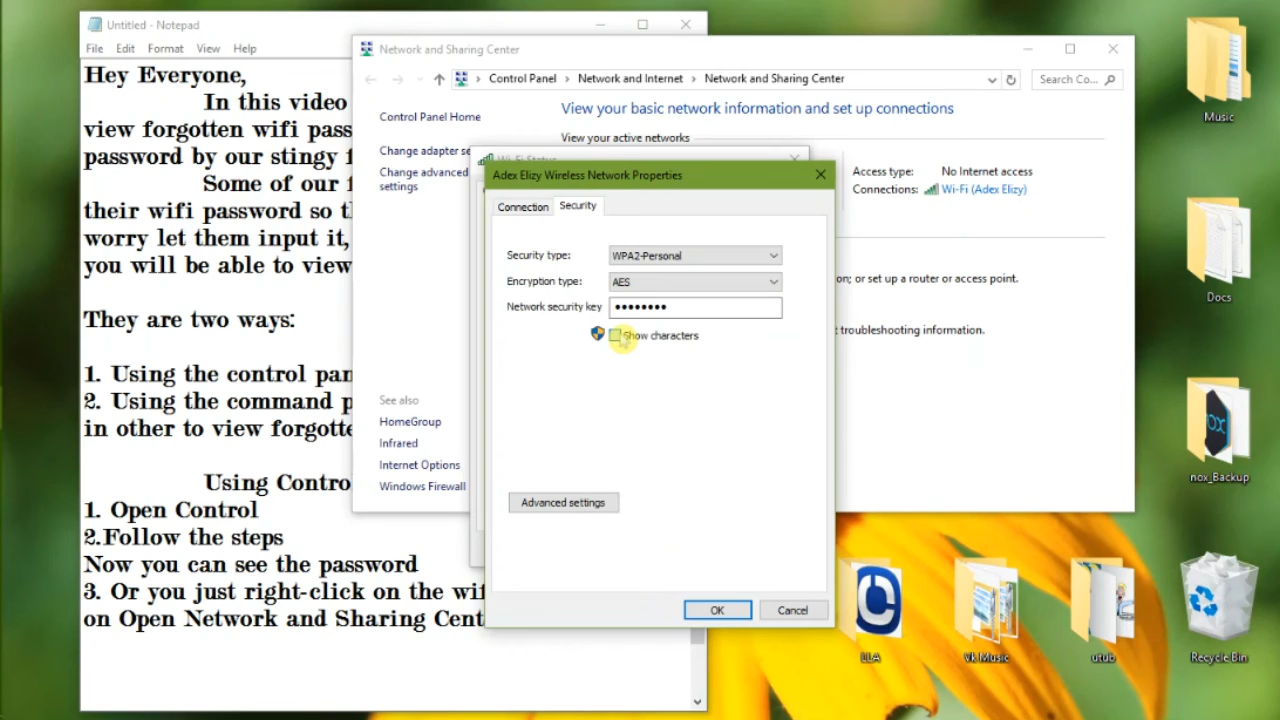 Untitled - Notepad
File Edit Format View Help
Hey Everyone,
In this video
view forgotten wifi pass
password by our stingy f
Some of our f
their wifi password so th
worry let them input it,
you will be able to view
They are two ways:
1. Using the control pan
2. Using the command p
in other to view forgotte
Using Contro
1. Open Control
2.Follow the steps
Now you can see the password
3. Or you just right-click on the wif
on Open Network and Sharing Cent
Network and Sharing Center
Control Panel > Network and Internet > Network and Sharing Center
Search Co...
Control Panel Home
Change adapter se
Change advanced
settings
View your basic network information and set up connections
View your active networks
Access type: No Internet access
Connections: Wi-Fi (Adex Elizy)
on; or set up a router or access point.
troubleshooting information.
See also
HomeGroup
Infrared
Internet Options
Windows Firewall
Wi-Fi Status
Adex Elizy Wireless Network Properties
Connection Security
Security type: WPA2-Personal
Encryption type: AES
Network security key ••••••••
Show characters
Advanced settings
OK Cancel
Music
Docs
nox_Backup
LLA
Vk Music
utub
Recycle Bin